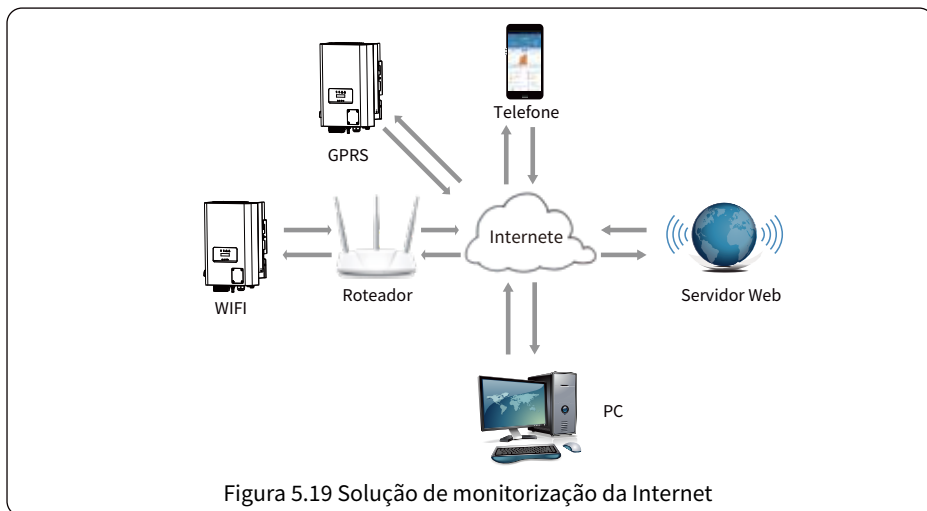 Telefone
GPRS
Internete
WIFI
Roteador
Servidor Web
PC
Figura 5.19 Solução de monitorização da Internet